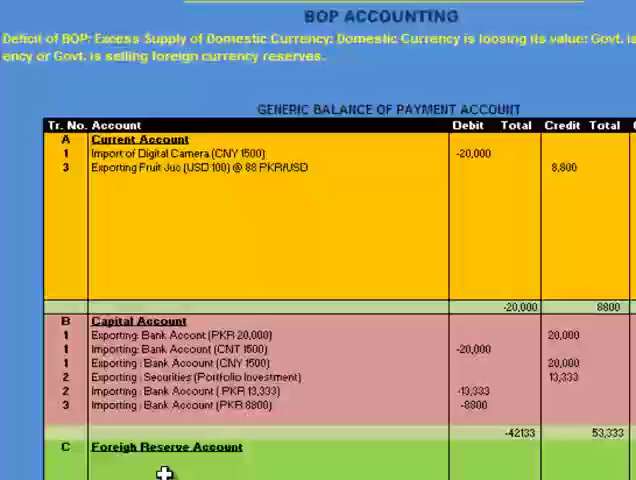 BOP ACCOUNTING
Deficit of BOP: Excess Supply of Domestic Currency: Domestic Currency is loosing its value: Govt. is
ency or Govt. is selling foreign currency reserves.
GENERIC BALANCE OF PAYMENT ACCOUNT
Tr. No. Account Debit Total Credit Total
A Current Account
1 Import of Digital Camera (CNY 1500) -20,000
3 Exporting Fruit Juc (USD 100) @ 88 PKR/USD 8,800
-20,000 8800
B Capital Account
1 Exporting: Bank Accont (PKR 20,000) 20,000
1 Importing: Bank Account (CNT 1500) -20,000
1 Exporting: Bank Account (CNY 1500) 20,000
2 Exporting : Securities (Portfolio Investment) 13,333
2 Importing : Bank Account ( PKR 13,333) -13,333
3 Importing : Bank Account (PKR 8800) -8800
-42133 53,333
C Foreigh Reserve Account